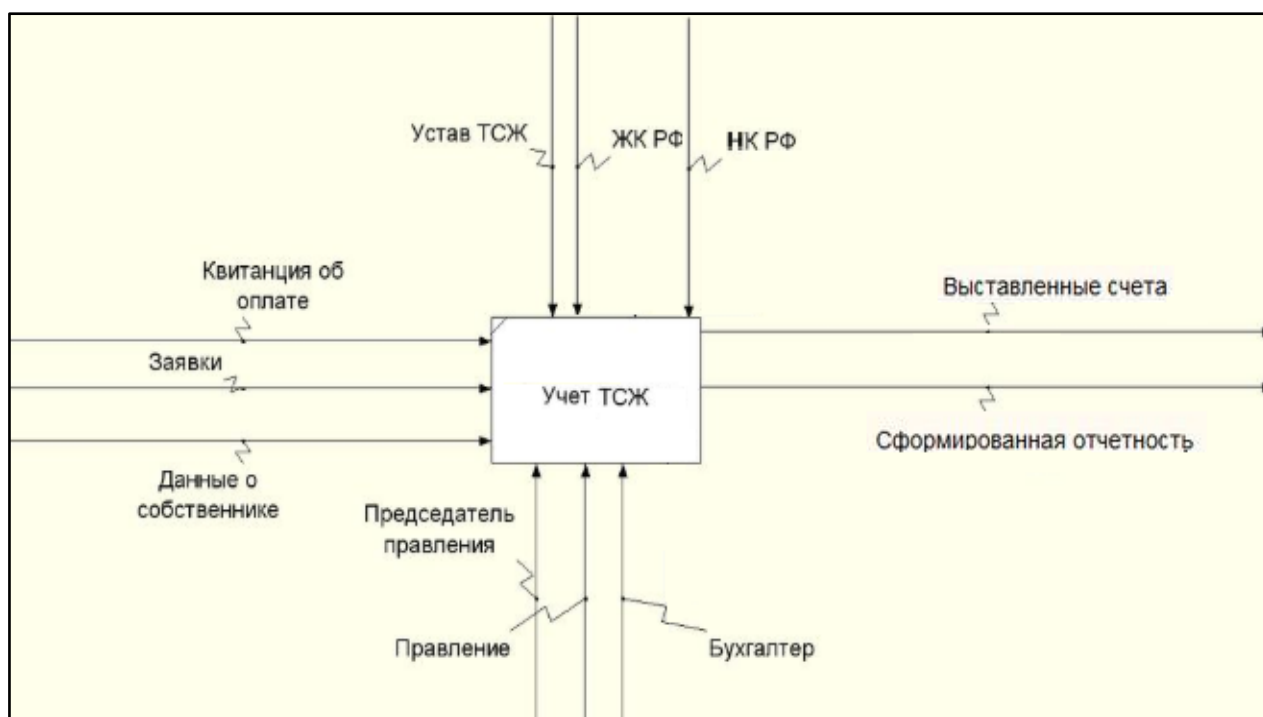 Устав ТСЖ
ЖК РФ
НК РФ
Квитанция об
оплате
Выставленные счета
Заявки
Учет ТСЖ
Сформированная отчетность
Данные о
собственнике
Председатель
правления
Правление
Бухгалтер